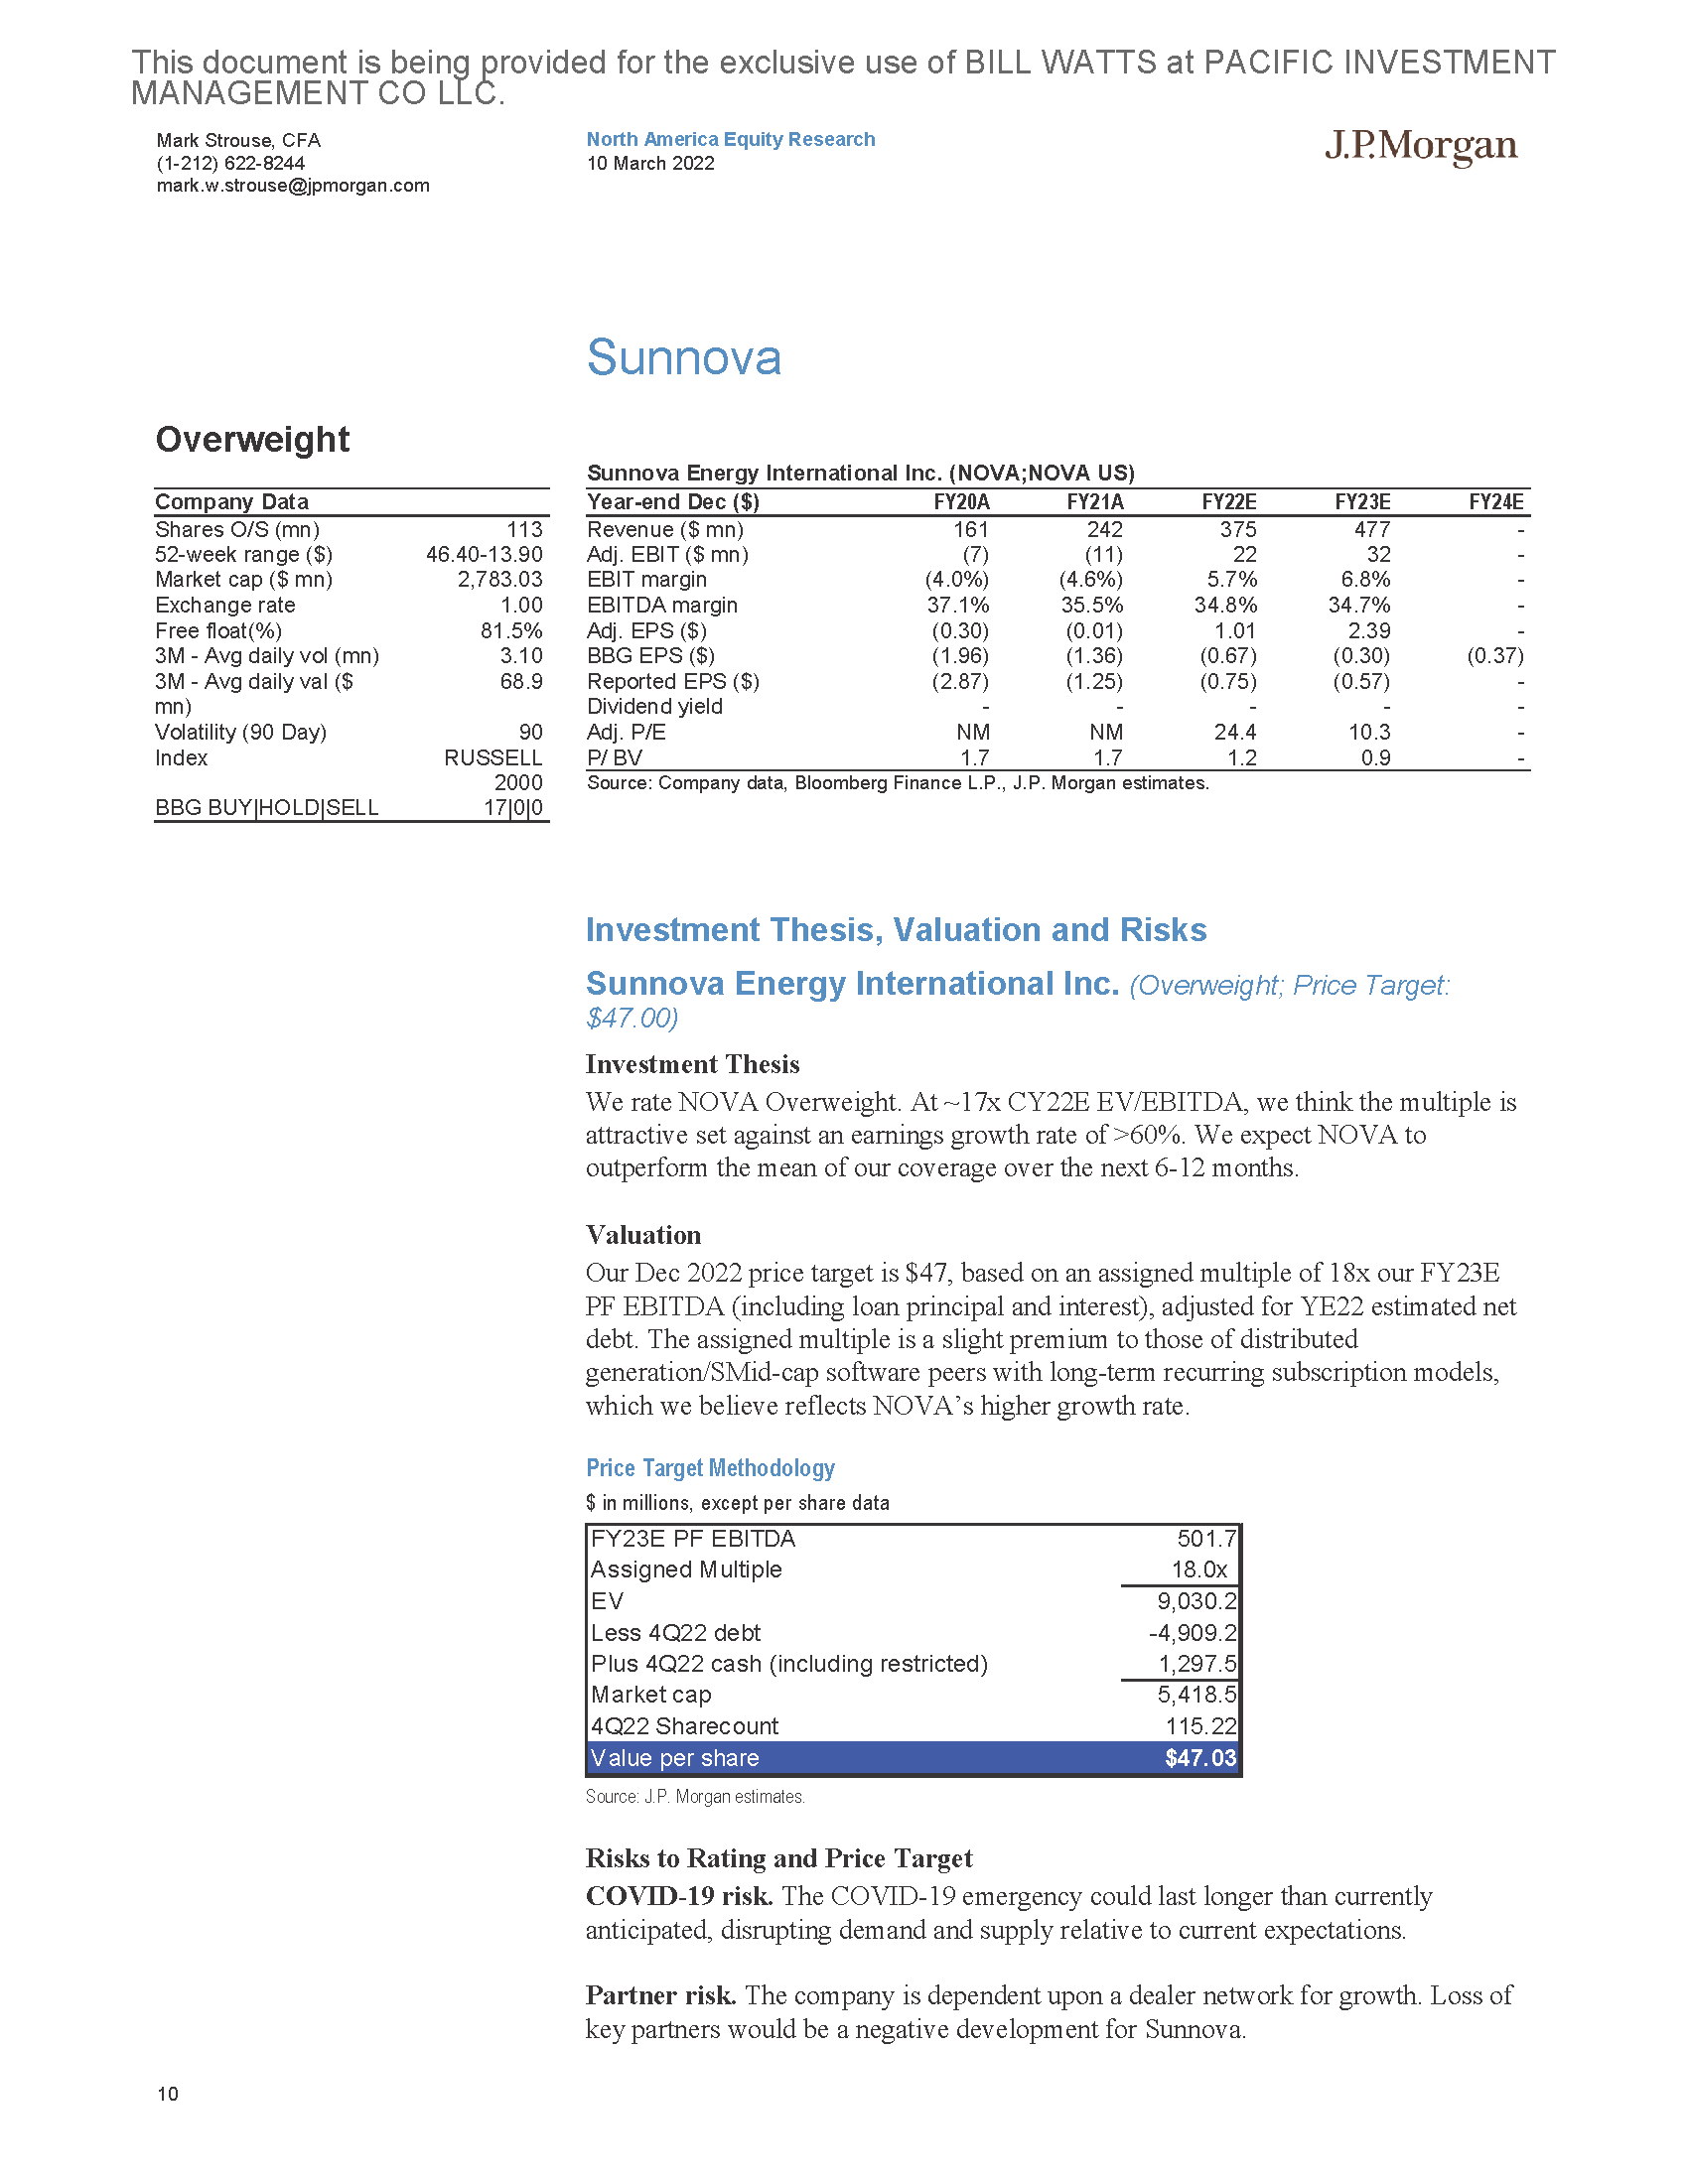 This document is being provided for the exclusive use of BILL WATTS at PACIFIC INVESTMENT
MANAGEMENT CO LLC.
Mark Strouse, CFA
(1-212) 622-8244
mark.w.strouse@jpmorgan.com
North America Equity Research
10 March 2022
J.P.Morgan
Sunnova
Overweight
Company Data
Shares O/S (mn) 113
52-week range ($) 46.40-13.90
Market cap ($ mn) 2,783.03
Exchange rate 1.00
Free float(%) 81.5%
3M - Avg daily vol (mn) 3.10
3M - Avg daily val ($ 68.9
mn)
Volatility (90 Day) 90
Index RUSSELL
2000
BBG BUY|HOLD|SELL 17|0|0
Sunnova Energy International Inc. (NOVA;NOVA US)
Year-end Dec ($) FY20A FY21A FY22E FY23E FY24E
Revenue ($ mn) 161 242 375 477 -
Adj. EBIT ($ mn) (7) (11) 22 32 -
EBIT margin (4.0%) (4.6%) 5.7% 6.8% -
EBITDA margin 37.1% 35.5% 34.8% 34.7% -
Adj. EPS ($) (0.30) (0.01) 1.01 2.39 -
BBG EPS ($) (1.96) (1.36) (0.67) (0.30) (0.37)
Reported EPS ($) (2.87) (1.25) (0.75) (0.57) -
Dividend yield - - - - -
Adj. P/E NM NM 24.4 10.3 -
P/ BV 1.7 1.7 1.2 0.9 -
Source: Company data, Bloomberg Finance L.P., J.P. Morgan estimates.
Investment Thesis, Valuation and Risks
Sunnova Energy International Inc. (Overweight; Price Target:
$47.00)
Investment Thesis
We rate NOVA Overweight. At ~17x CY22E EV/EBITDA, we think the multiple is
attractive set against an earnings growth rate of >60%. We expect NOVA to
outperform the mean of our coverage over the next 6-12 months.
Valuation
Our Dec 2022 price target is $47, based on an assigned multiple of 18x our FY23E
PF EBITDA (including loan principal and interest), adjusted for YE22 estimated net
debt. The assigned multiple is a slight premium to those of distributed
generation/SMid-cap software peers with long-term recurring subscription models,
which we believe reflects NOVA’s higher growth rate.
Price Target Methodology
$ in millions, except per share data
FY23E PF EBITDA 501.7
Assigned Multiple 18.0x
EV 9,030.2
Less 4Q22 debt -4,909.2
Plus 4Q22 cash (including restricted) 1,297.5
Market cap 5,418.5
4Q22 Sharecount 115.22
Value per share $47.03
Source: J.P. Morgan estimates.
Risks to Rating and Price Target
COVID-19 risk. The COVID-19 emergency could last longer than currently
anticipated, disrupting demand and supply relative to current expectations.
Partner risk. The company is dependent upon a dealer network for growth. Loss of
key partners would be a negative development for Sunnova.
10